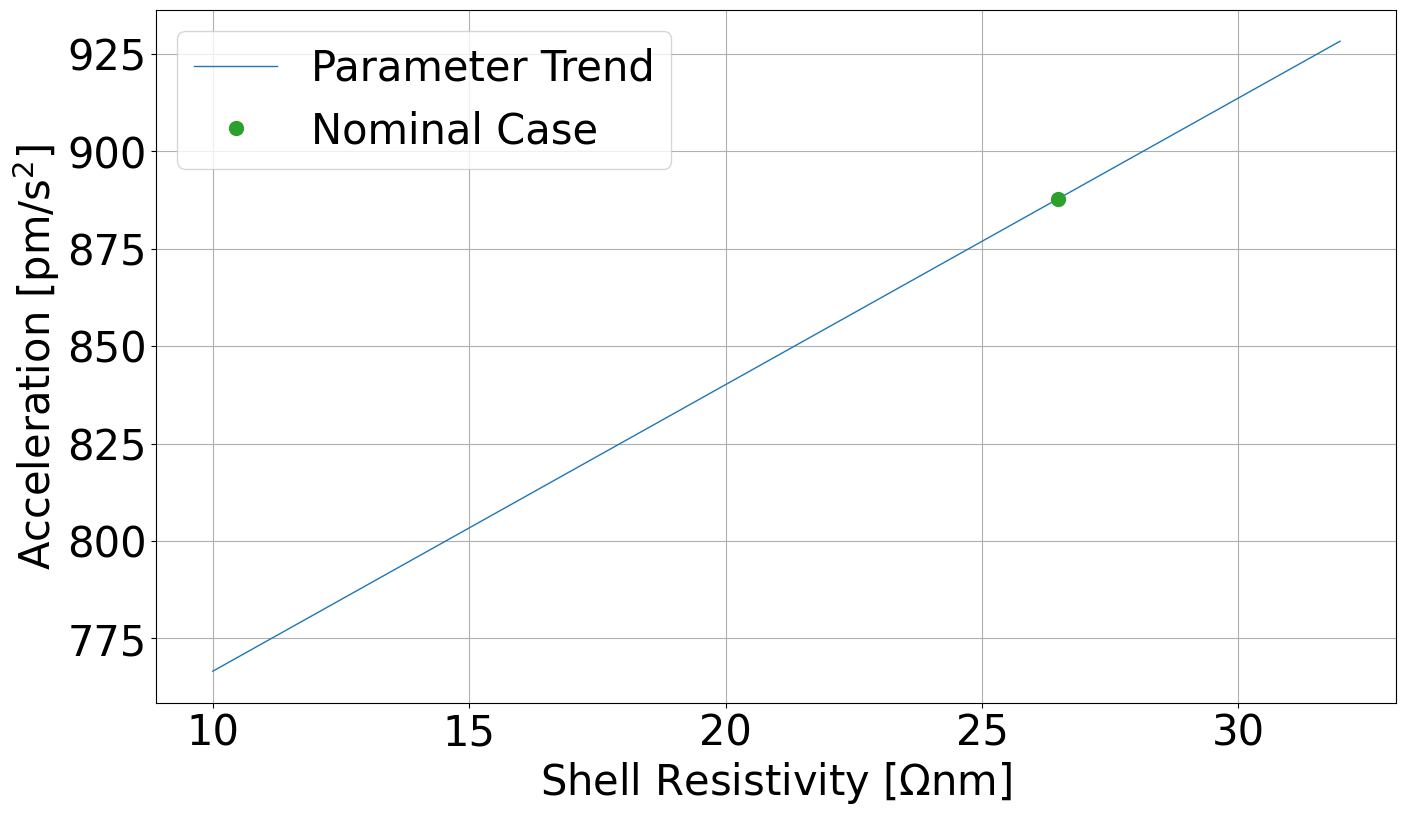 Parameter Trend
Nominal Case
Acceleration [pm/s²]
925
900
875
850
825
800
775
10 15 20 25 30
Shell Resistivity [Ωnm]